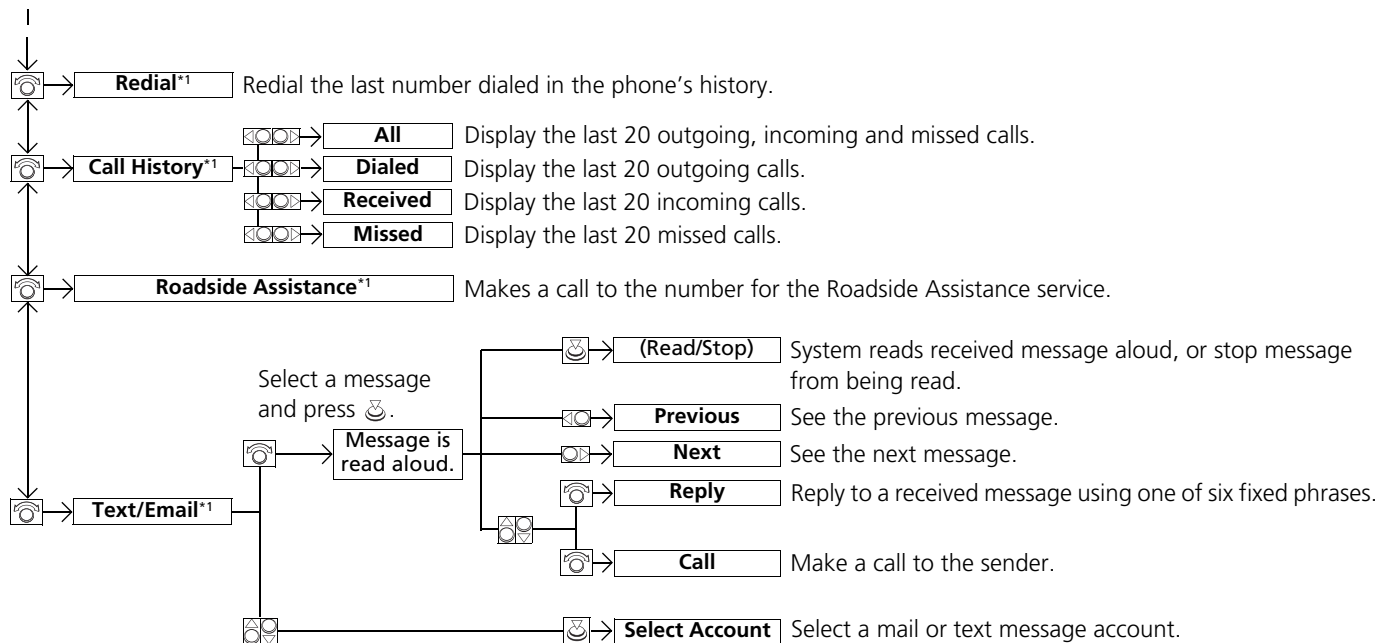 Redial*1 Redial the last number dialed in the phone's history.
All Display the last 20 outgoing, incoming and missed calls.
Call History*1 Dialed Display the last 20 outgoing calls.
Received Display the last 20 incoming calls.
Missed Display the last 20 missed calls.
Roadside Assistance*1 Makes a call to the number for the Roadside Assistance service.
(Read/Stop) System reads received message aloud, or stop message
from being read.
Select a message
and press .
Message is
read aloud.
Previous See the previous message.
Next See the next message.
Text/Email*1
Reply Reply to a received message using one of six fixed phrases.
Call Make a call to the sender.
Select Account Select a mail or text message account.